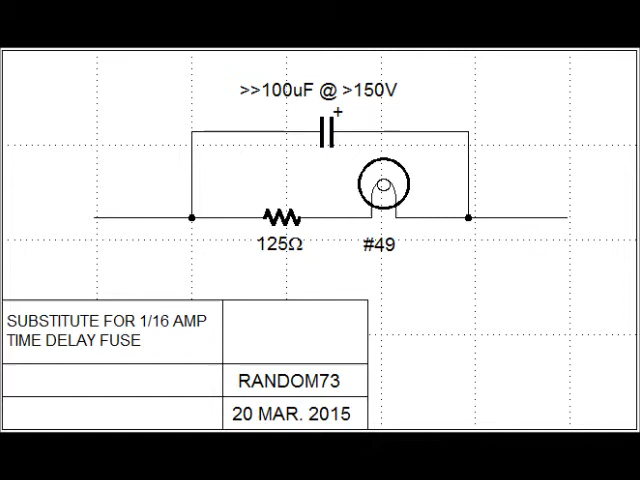 >>100uF @ >150V
+
125Ω
#49
SUBSTITUTE FOR 1/16 AMP
TIME DELAY FUSE
RANDOM73
20 MAR. 2015